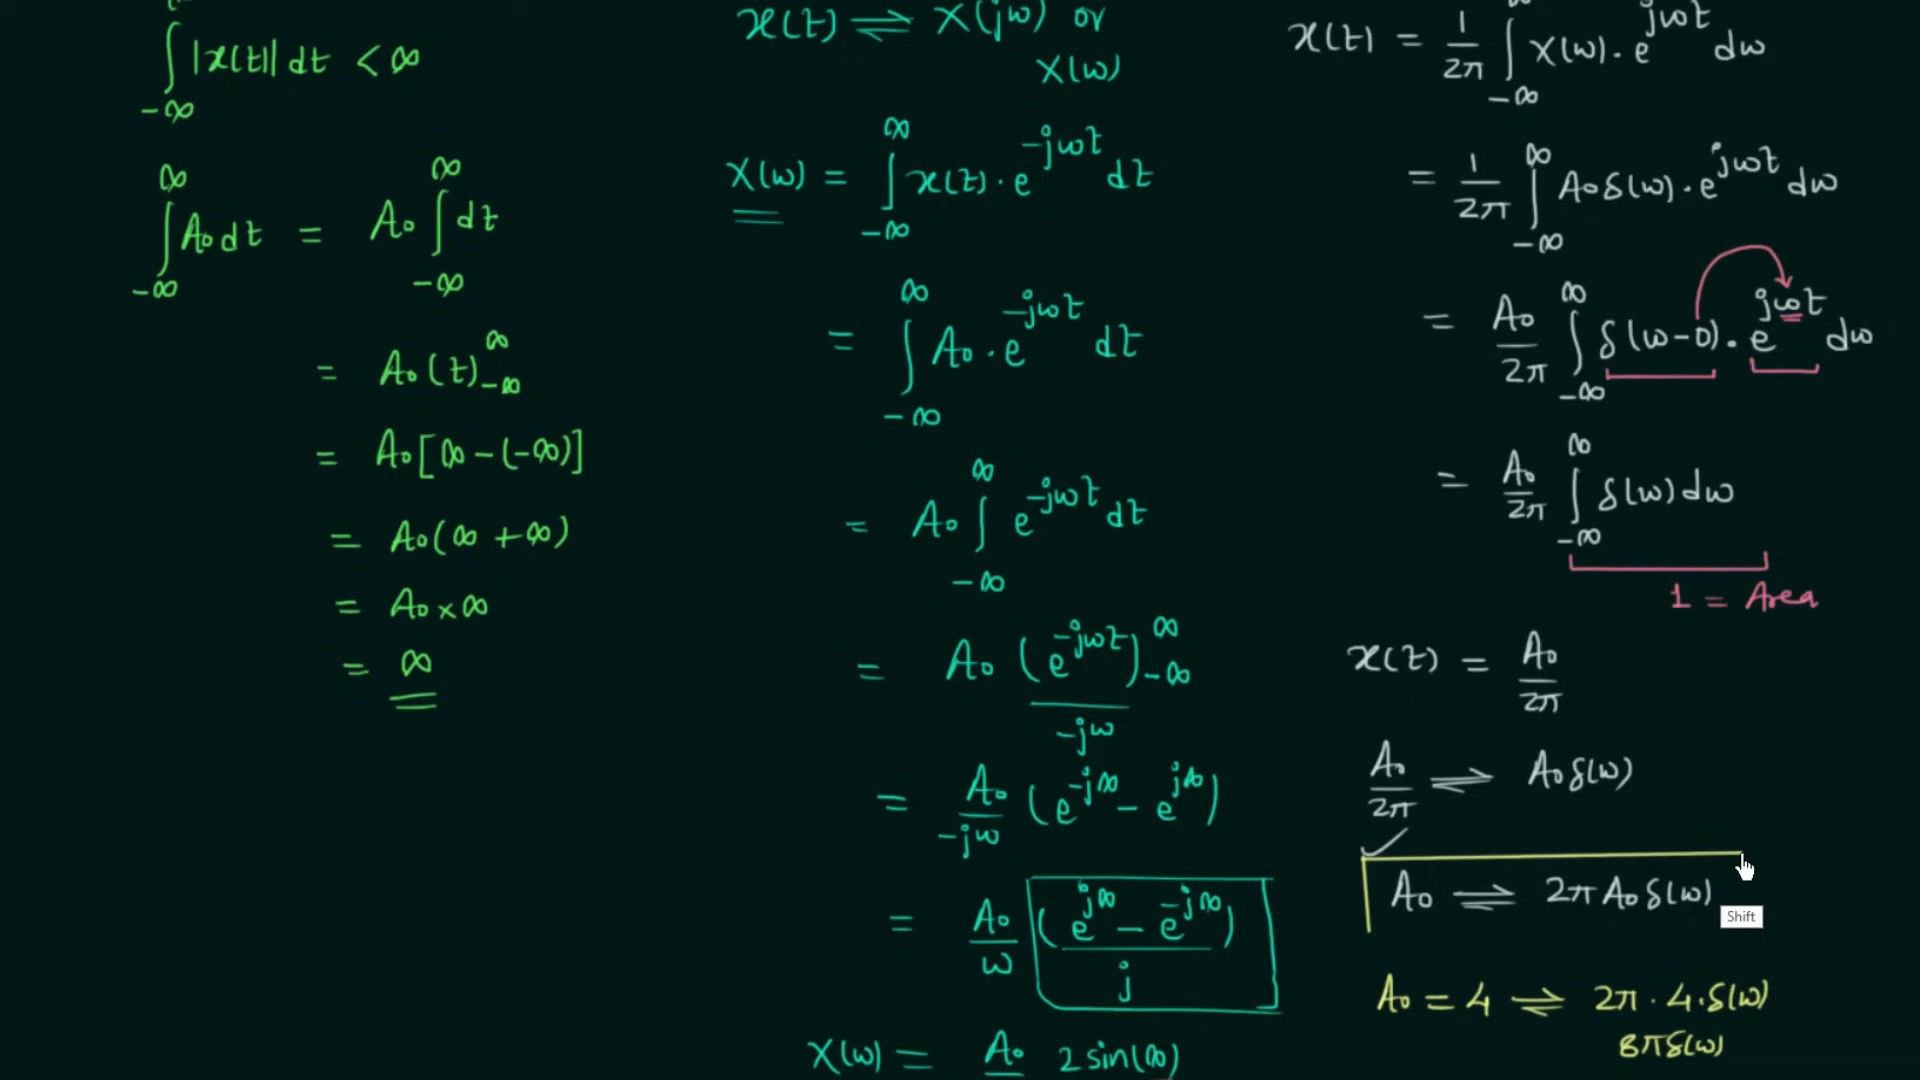 ∫_{-∞}|x(t)| dt < ∞
∫_{-∞}^{∞} A₀ dt = A₀ ∫_{-∞}^{∞} dt
= A₀ (t)_{-∞}^{∞}
= A₀ [∞ - (-∞)]
= A₀ (∞ + ∞)
= A₀ × ∞
= ∞
x(t) ⇌ X(jω) or
X(ω)
X(ω) = ∫_{-∞}^{∞} x(t) · e^{-jωt} dt
= ∫_{-∞}^{∞} A₀ · e^{-jωt} dt
= A₀ ∫_{-∞}^{∞} e^{-jωt} dt
= A₀ (e^{-jωt})_{-∞}^{∞} / -jω
= A₀/-jω (e^{-j∞} - e^{j∞})
= A₀/ω (e^{j∞} - e^{-j∞}) / j
X(ω) = A₀ 2 sin(∞)
x(t) = 1/2π ∫_{-∞}^{∞} X(ω) · e^{jωt} dω
= 1/2π ∫_{-∞}^{∞} A₀ δ(ω) · e^{jωt} dω
= A₀/2π ∫_{-∞}^{∞} δ(ω-0) · e^{jωt} dω
= A₀/2π ∫_{-∞}^{∞} δ(ω) dω
1 = Area
x(t) = A₀/2π
A₀/2π ⇌ A₀ δ(ω)
A₀ ⇌ 2π A₀ δ(ω)
Shift
A₀ = 4 ⇌ 2π · 4 · δ(ω)
8π δ(ω)